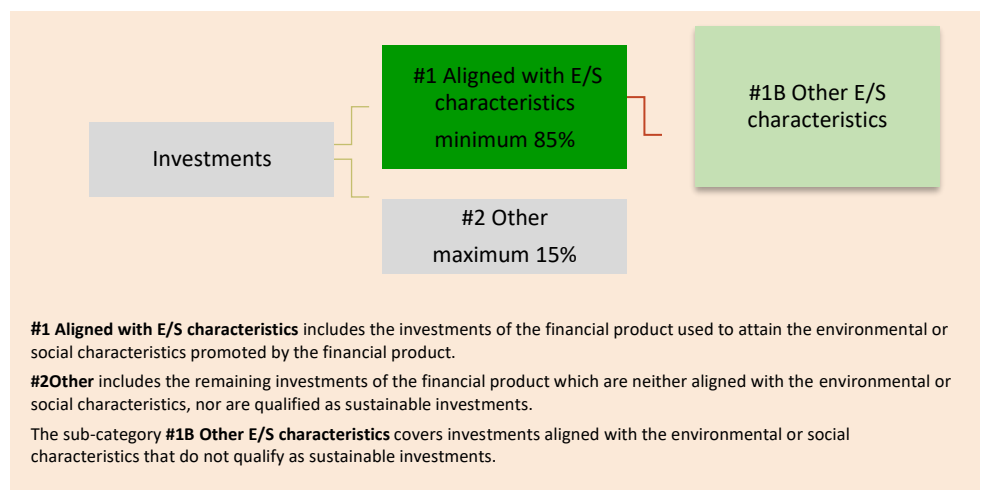 #1 Aligned with E/S
characteristics
minimum 85%
#1B Other E/S
characteristics
Investments
#2 Other
maximum 15%
#1 Aligned with E/S characteristics includes the investments of the financial product used to attain the environmental or
social characteristics promoted by the financial product.
#2Other includes the remaining investments of the financial product which are neither aligned with the environmental or
social characteristics, nor are qualified as sustainable investments.
The sub-category #1B Other E/S characteristics covers investments aligned with the environmental or social
characteristics that do not qualify as sustainable investments.